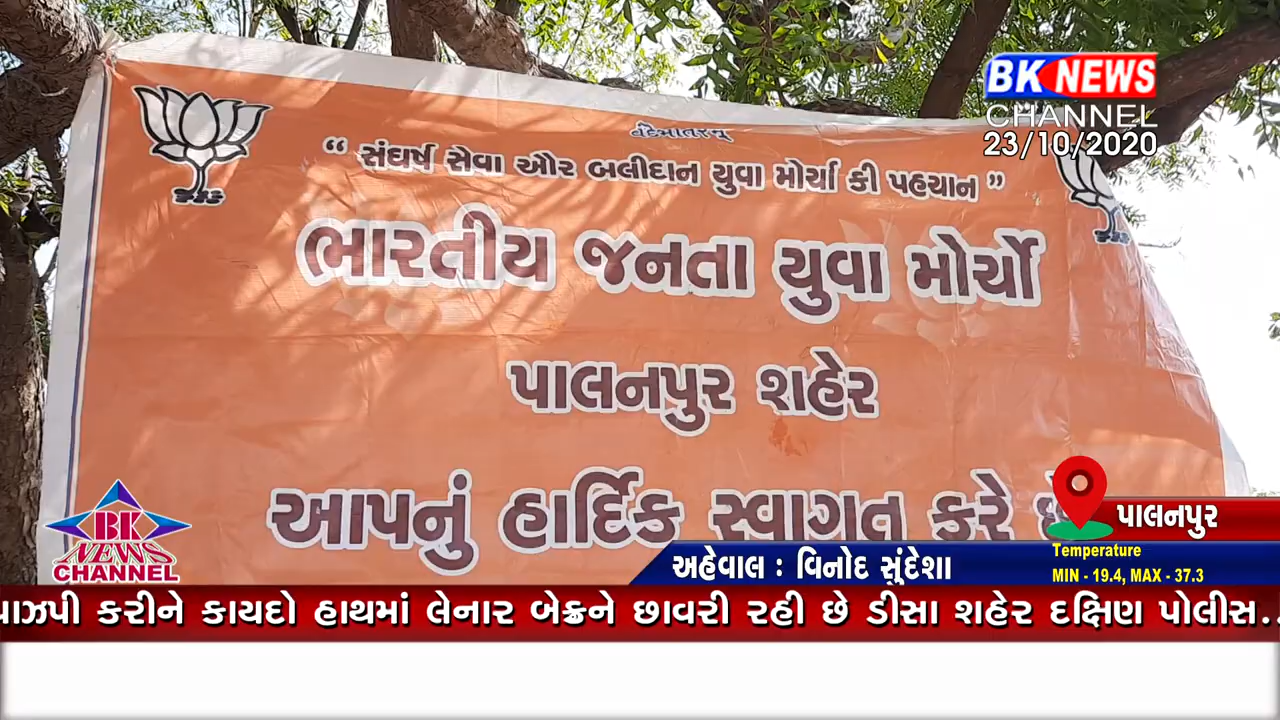 BK NEWS
CHANNEL
23/10/2020
વંદેમાતરમ્
“ સંઘર્ષ સેવા ઓર બલીદાન યુવા મોર્ચા કી પહચાન ”
ભારતીય જનતા યુવા મોર્ચો
પાલનપુર શહેર
આપનું હાર્દિક સ્વાગત કરે છે
પાલનપુર
Temperature
MIN - 19.4, MAX - 37.3
BK
NEWS
CHANNEL
અહેવાલ : વિનોદ સુંદેશા
કરીને કાયદો હાથમાં લેનાર બેફ્રને છાવરી રહી છે ડીસા શહેર દક્ષિણ પોલીસ..